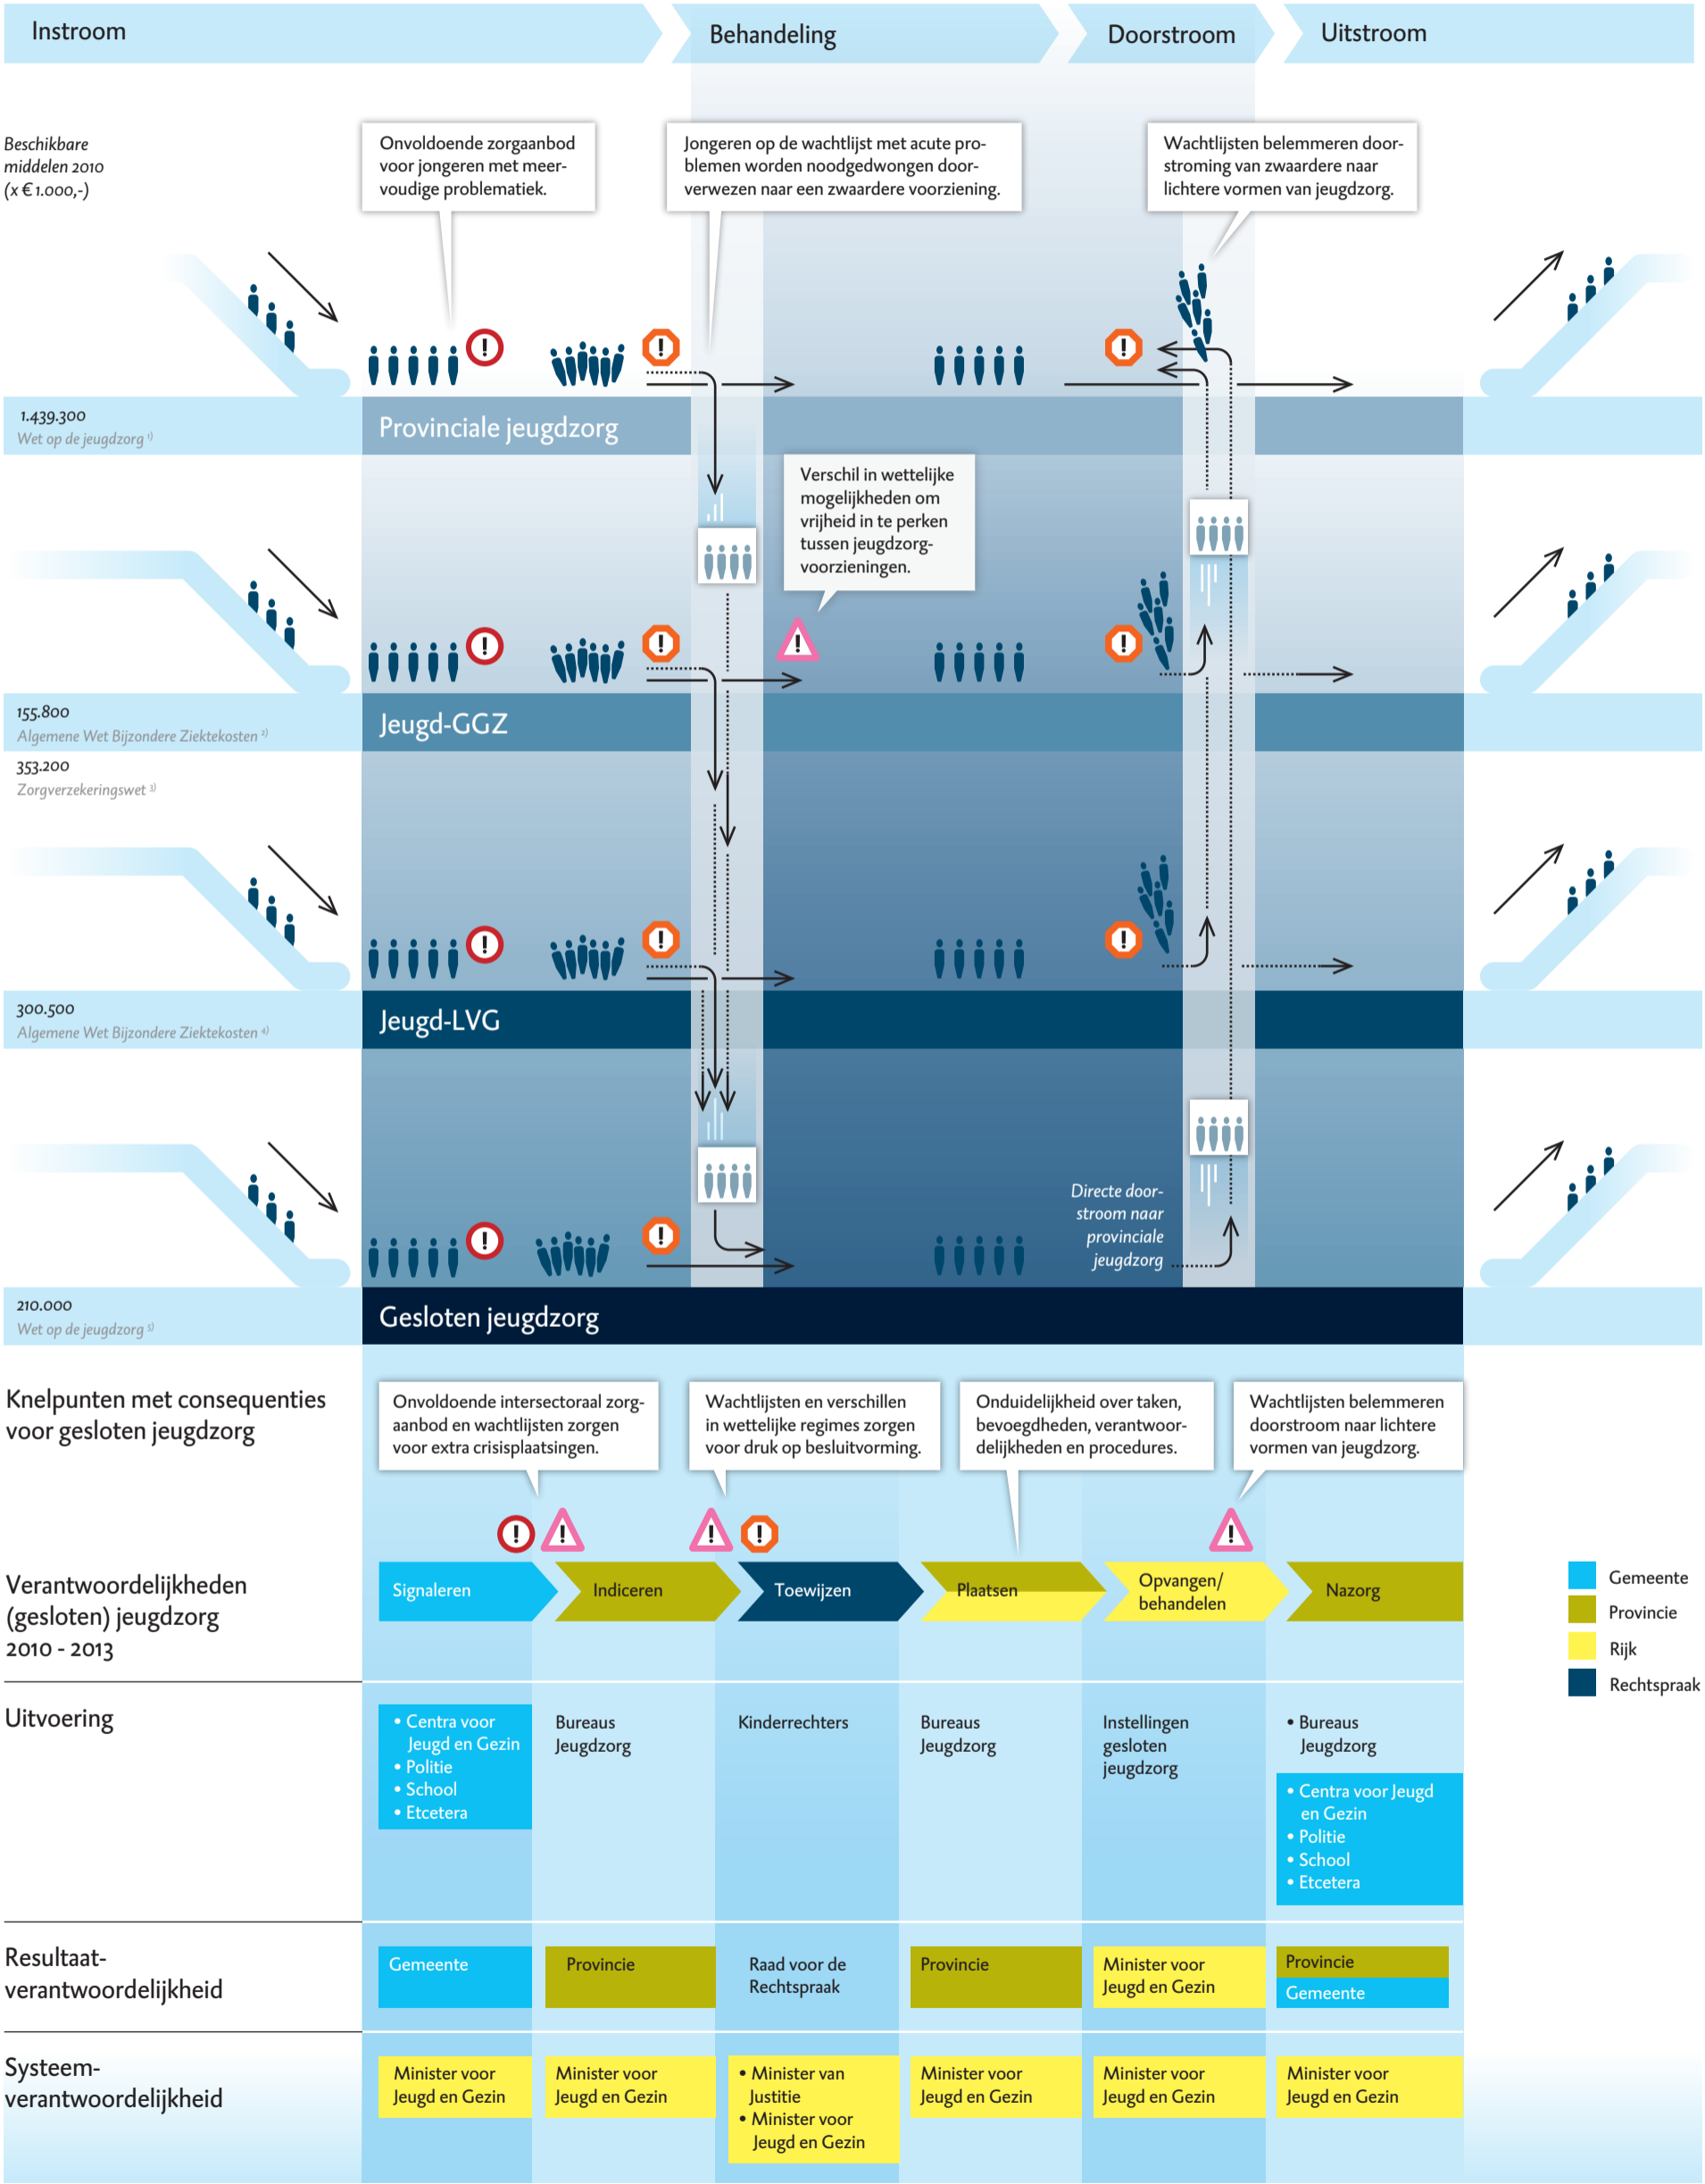 Instroom
Behandeling
Doorstroom
Uitstroom
Beschikbare
middelen 2010
(x € 1.000,-)
Onvoldoende zorgaanbod
voor jongeren met meer-
voudige problematiek.
Jongeren op de wachtlijst met acute pro-
blemen worden noodgedwongen door-
verwezen naar een zwaardere voorziening.
Wachtlijsten belemmeren door-
stroming van zwaardere naar
lichtere vormen van jeugdzorg.
!
!
!
1.439.300
Wet op de jeugdzorg 1)
Provinciale jeugdzorg
Verschil in wettelijke
mogelijkheden om
vrijheid in te perken
tussen jeugdzorg-
voorzieningen.
!
!
!
!
155.800
Algemene Wet Bijzondere Ziektekosten 2)
Jeugd-GGZ
353.200
Zorgverzekeringswet 3)
!
!
!
300.500
Algemene Wet Bijzondere Ziektekosten 4)
Jeugd-LVG
Directe door-
stroom naar
provinciale
jeugdzorg
!
!
210.000
Wet op de jeugdzorg 5)
Gesloten jeugdzorg
Knelpunten met consequenties
voor gesloten jeugdzorg
Onvoldoende intersectoraal zorg-
aanbod en wachtlijsten zorgen
voor extra crisisplaatsingen.
Wachtlijsten en verschillen
in wettelijke regimes zorgen
voor druk op besluitvorming.
Onduidelijkheid over taken,
bevoegdheden, verantwoor-
delijkheden en procedures.
Wachtlijsten belemmeren
doorstroom naar lichtere
vormen van jeugdzorg.
!
!
!
!
!
Verantwoordelijkheden
(gesloten) jeugdzorg
2010 - 2013
Signaleren
Indiceren
Toewijzen
Plaatsen
Opvangen/
behandelen
Nazorg
Gemeente
Provincie
Rijk
Rechtspraak
Uitvoering
• Centra voor
Jeugd en Gezin
• Politie
• School
• Etcetera
Bureaus
Jeugdzorg
Kinderrechters
Bureaus
Jeugdzorg
Instellingen
gesloten
jeugdzorg
• Bureaus
Jeugdzorg
• Centra voor Jeugd
en Gezin
• Politie
• School
• Etcetera
Resultaat-
verantwoordelijkheid
Gemeente
Provincie
Raad voor de
Rechtspraak
Provincie
Minister voor
Jeugd en Gezin
Provincie
Gemeente
Systeem-
verantwoordelijkheid
Minister voor
Jeugd en Gezin
Minister voor
Jeugd en Gezin
• Minister van
Justitie
• Minister voor
Jeugd en Gezin
Minister voor
Jeugd en Gezin
Minister voor
Jeugd en Gezin
Minister voor
Jeugd en Gezin